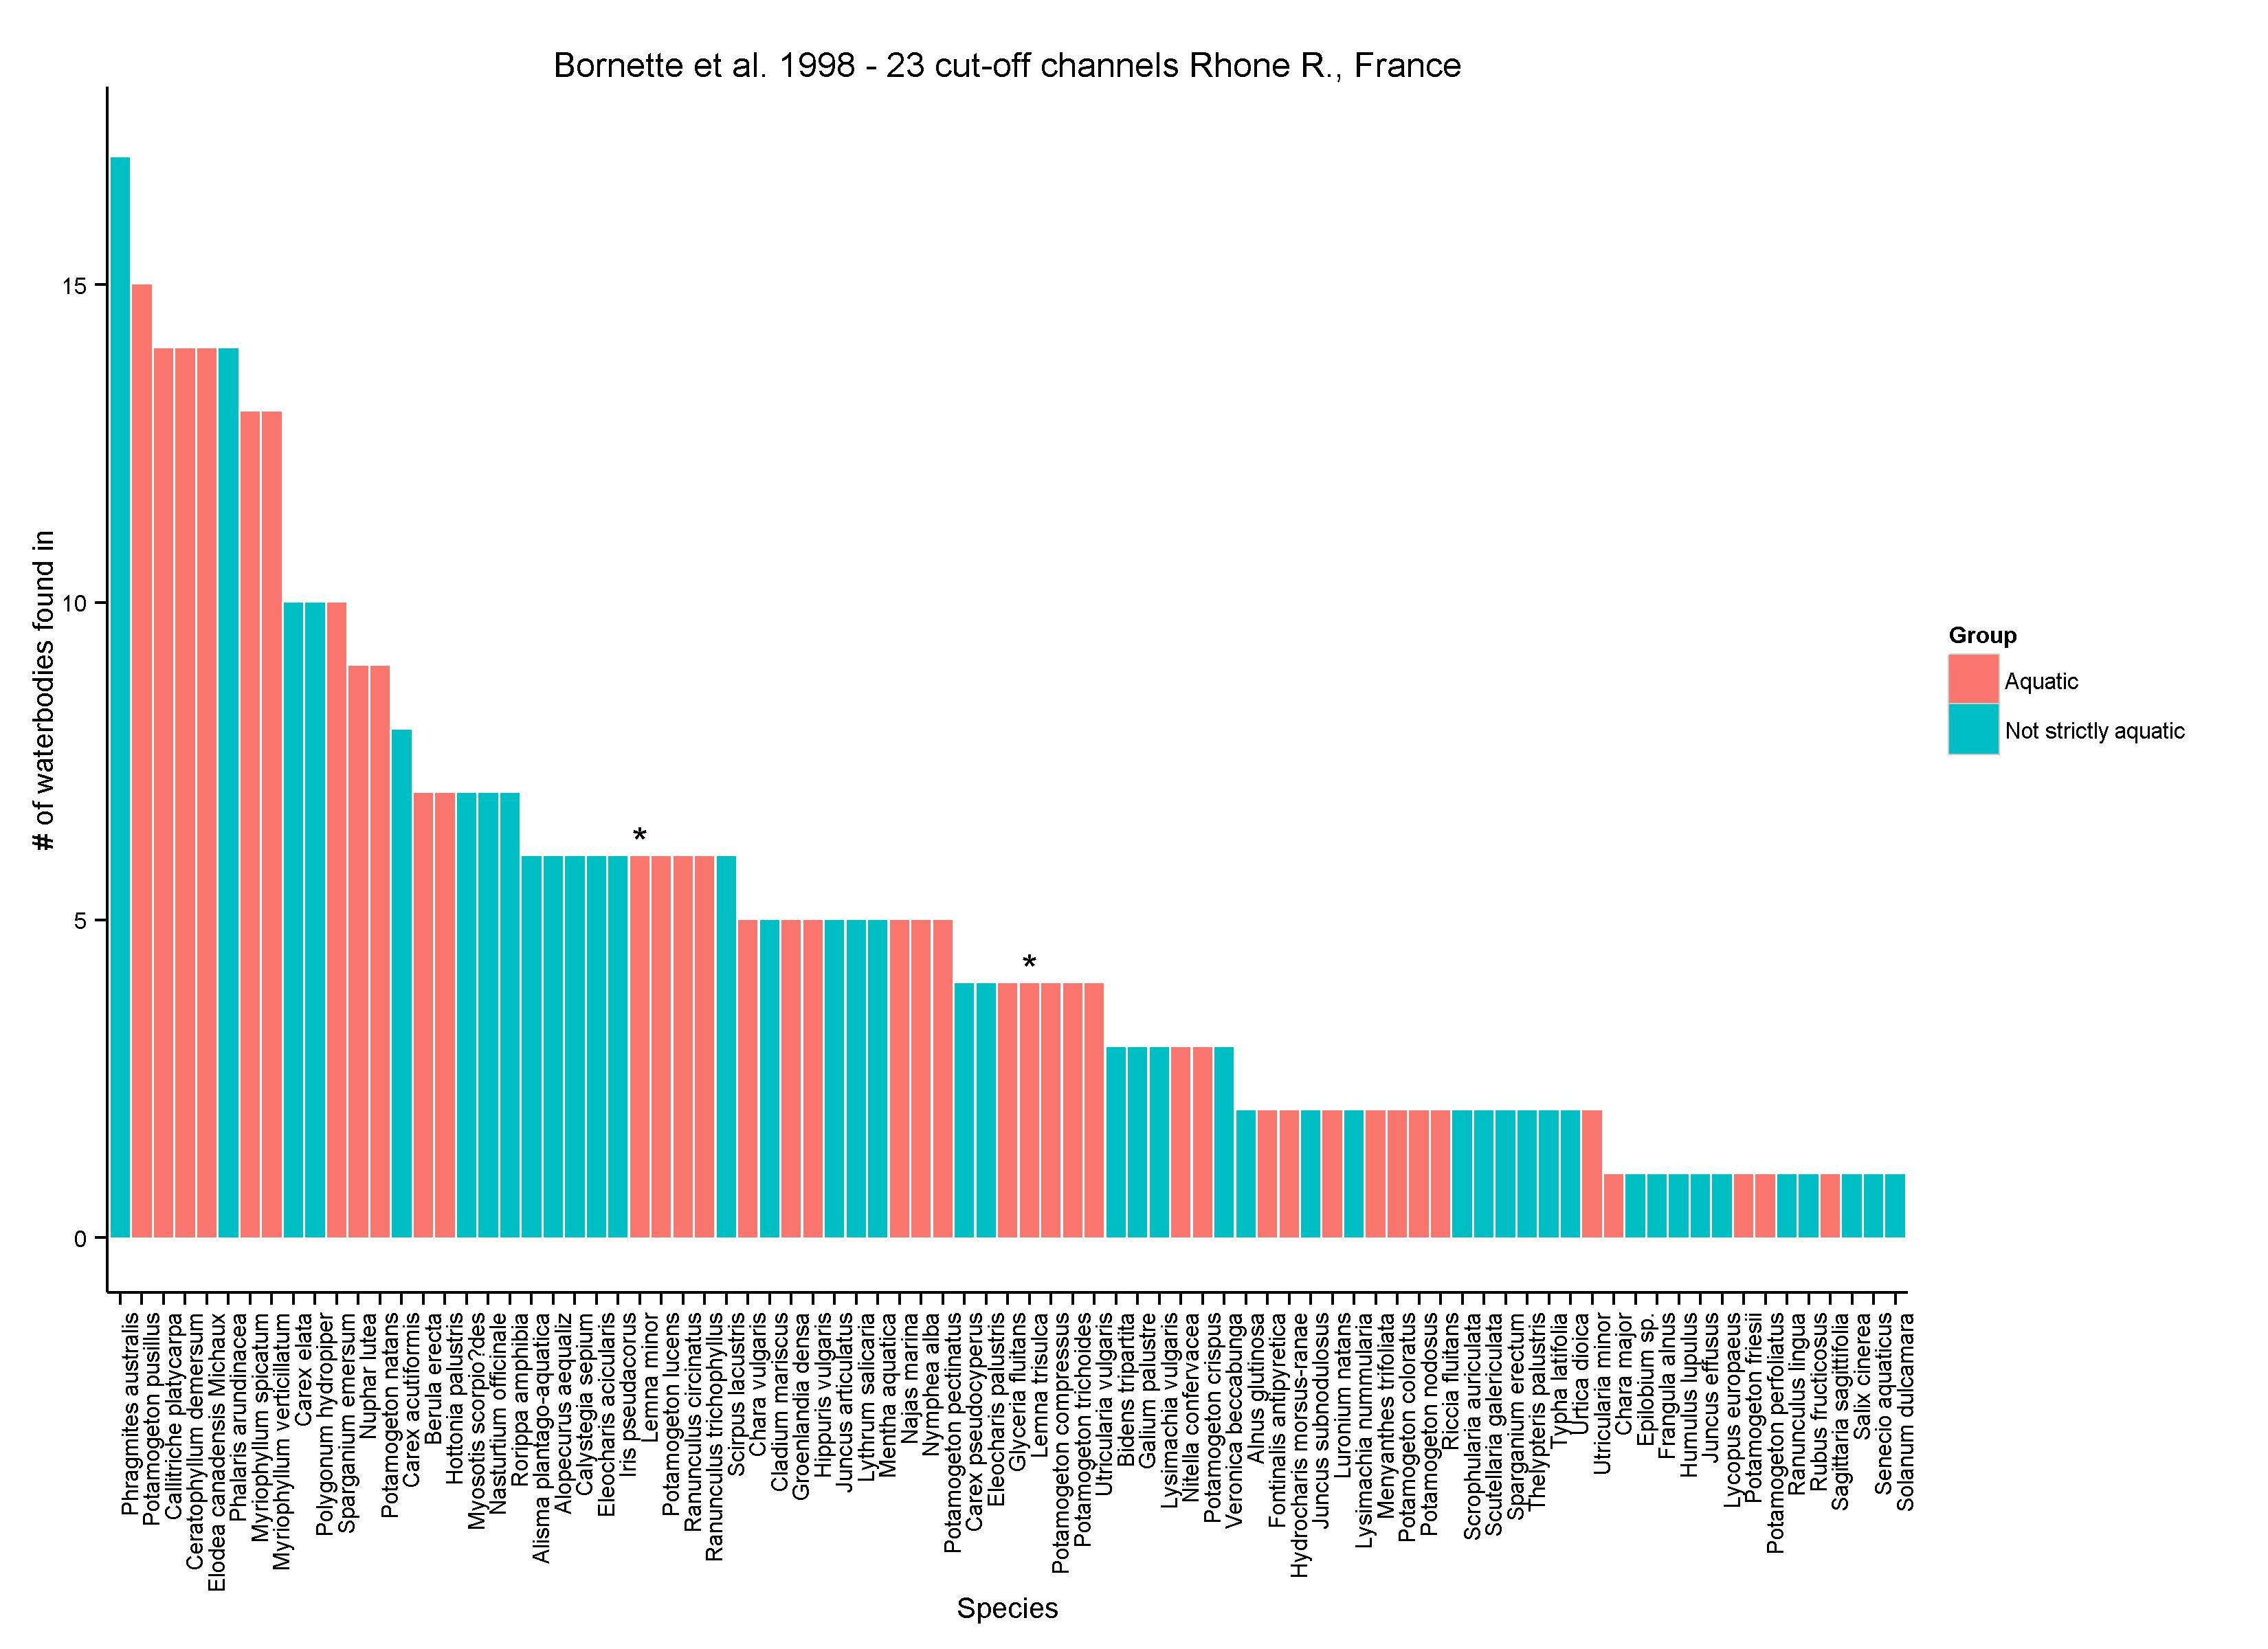 Bornette et al. 1998 - 23 cut-off channels Rhone R., France
# of waterbodies found in
15
10
5
0
*
*
Group
Aquatic
Not strictly aquatic
Phragmites australis
Potamogeton pusillus
Callitriche platycarpa
Ceratophyllum demersum
Elodea canadensis Michaux
Phalaris arundinacea
Myriophyllum spicatum
Myriophyllum verticillatum
Carex elata
Polygonum hydropiper
Sparganium emersum
Nuphar lutea
Potamogeton natans
Carex acutiformis
Berula erecta
Hottonia palustris
Myosotis scorpio?des
Nasturtium officinale
Rorippa amphibia
Alisma plantago-aquatica
Alopecurus aequaliz
Calystegia sepium
Eleocharis acicularis
Iris pseudacorus
Lemna minor
Potamogeton lucens
Ranunculus circinatus
Ranunculus trichophyllus
Scirpus lacustris
Chara vulgaris
Cladium mariscus
Groenlandia densa
Hippuris vulgaris
Juncus articulatus
Lythrum salicaria
Mentha aquatica
Najas marina
Nymphea alba
Potamogeton pectinatus
Carex pseudocyperus
Eleocharis palustris
Glyceria fluitans
Lemna trisulca
Potamogeton compressus
Potamogeton trichoides
Utricularia vulgaris
Bidens tripartita
Galium palustre
Lysimachia vulgaris
Nitella confervacea
Potamogeton crispus
Veronica beccabunga
Alnus glutinosa
Fontinalis antipyretica
Hydrocharis morsus-ranae
Juncus subnodulosus
Luronium natans
Lysimachia nummularia
Menyanthes trifoliata
Potamogeton coloratus
Potamogeton nodosus
Riccia fluitans
Scrophularia auriculata
Scutellaria galericulata
Sparganium erectum
Thelypteris palustris
Typha latifolia
Urtica dioica
Utricularia minor
Chara major
Epilobium sp.
Frangula alnus
Humulus lupulus
Juncus effusus
Lycopus europaeus
Potamogeton friesii
Potamogeton perfoliatus
Ranunculus lingua
Rubus fructicosus
Sagittaria sagittifolia
Salix cinerea
Senecio aquaticus
Solanum dulcamara
Species